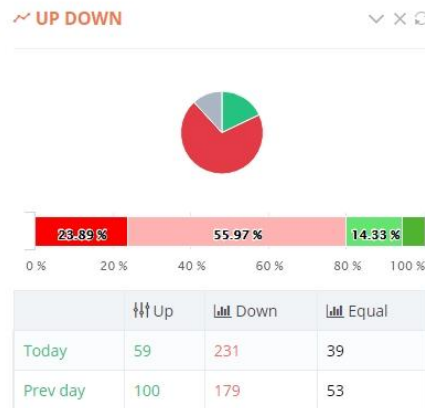 UP DOWN
23.89 % 55.97 % 14.33 %
0 % 20 % 40 % 60 % 80 % 100 %
Up Down Equal
Today 59 231 39
Prev day 100 179 53